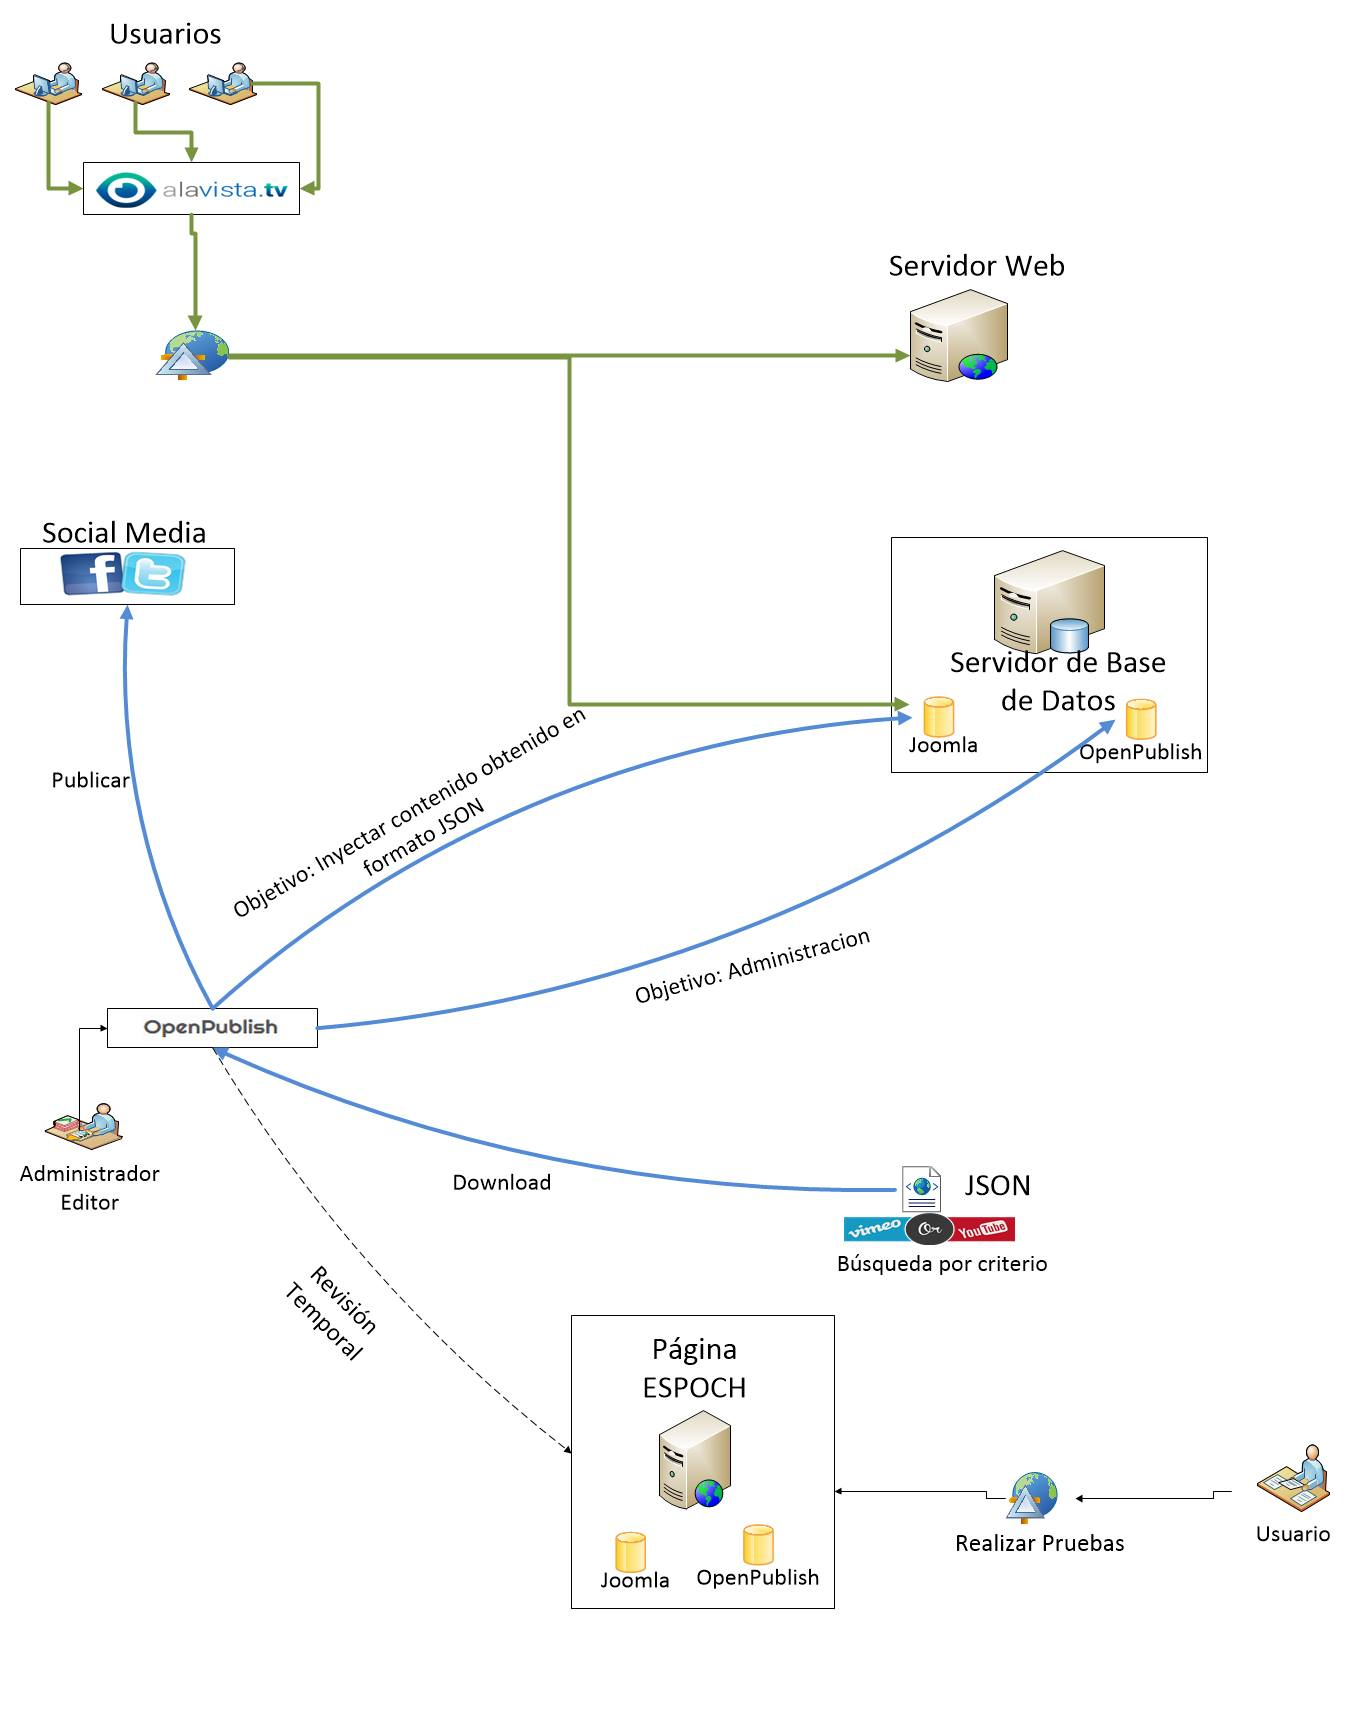 Usuarios
alavista.tv
Servidor Web
Social Media
f t
Servidor de Base
de Datos
Joomla
OpenPublish
Publicar
Objetivo: Inyectar contenido obtenido en
formato JSON
Objetivo: Administracion
OpenPublish
Administrador
Editor
Download
JSON
vimeo Or YouTube
Búsqueda por criterio
Revisión
Temporal
Página
ESPOCH
Joomla
OpenPublish
Realizar Pruebas
Usuario